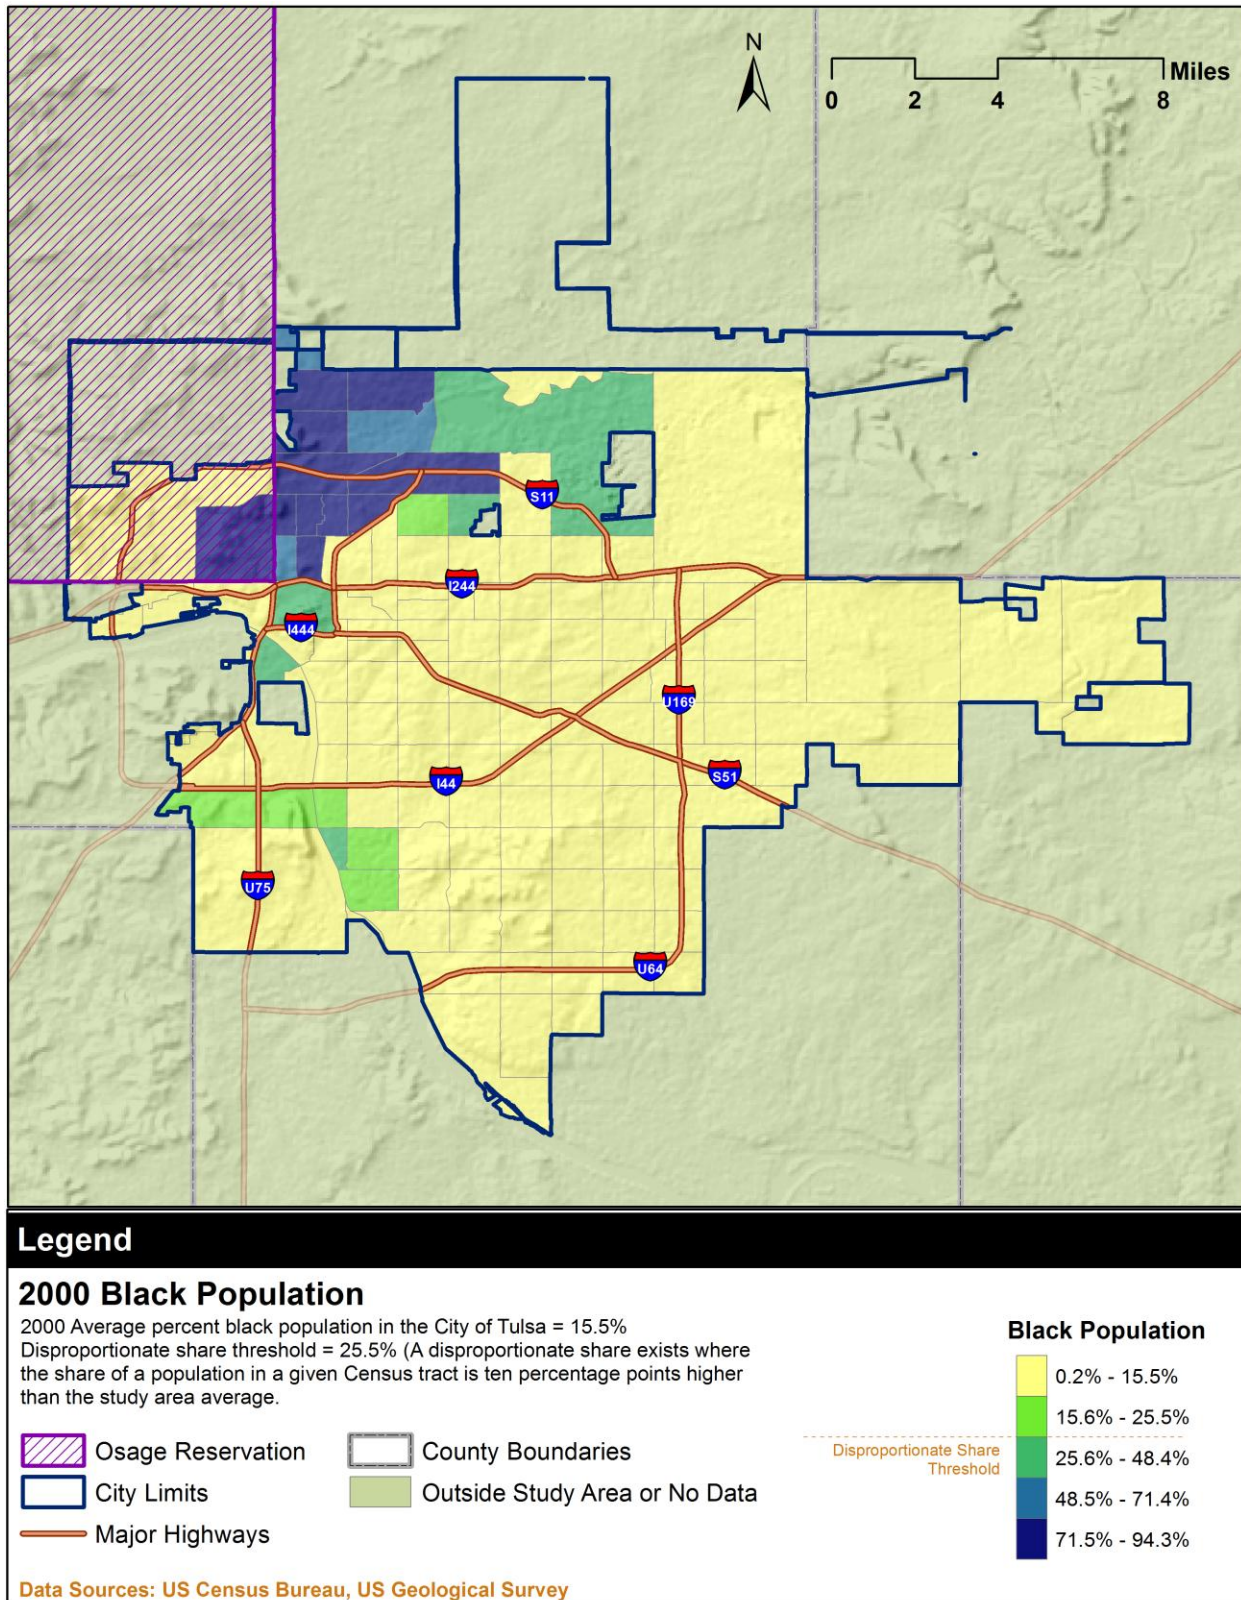 N
Miles
0 2 4 8
S11
I244
I444
U169
I44
S51
U75
U64
Legend
2000 Black Population
2000 Average percent black population in the City of Tulsa = 15.5%
Disproportionate share threshold = 25.5% (A disproportionate share exists where
the share of a population in a given Census tract is ten percentage points higher
than the study area average.
Osage Reservation
County Boundaries
City Limits
Outside Study Area or No Data
Major Highways
Data Sources: US Census Bureau, US Geological Survey
Black Population
0.2% - 15.5%
15.6% - 25.5%
Disproportionate Share
Threshold
25.6% - 48.4%
48.5% - 71.4%
71.5% - 94.3%